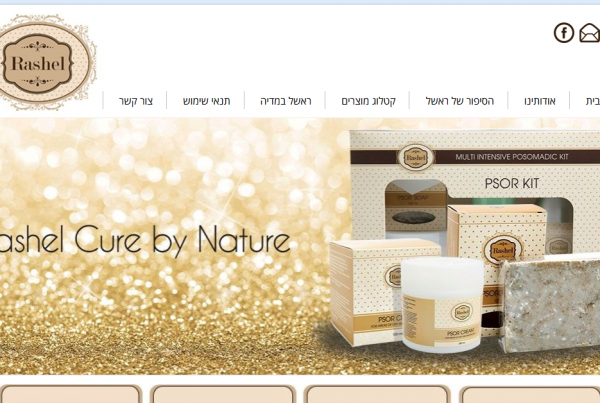 Rashel
בית
אודותינו
הסיפור של ראשל
קטלוג מוצרים
ראשל במדיה
תנאי שימוש
צור קשר
ashel Cure by Nature
Rashel
MULTI INTENSIVE POSOMADIC KIT
PSOR KIT
PSOR SOAP
Rashel
PSOR CREAM
Rashel
PSOR CREAM